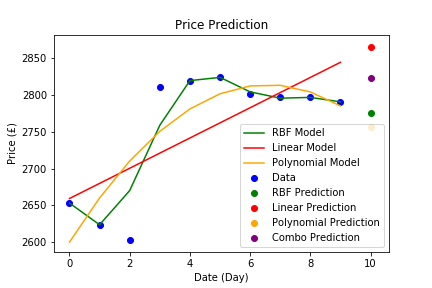 Price Prediction
Price (£)
2850
2800
2750
2700
2650
2600
0
2
4
6
8
10
Date (Day)
RBF Model
Linear Model
Polynomial Model
Data
RBF Prediction
Linear Prediction
Polynomial Prediction
Combo Prediction